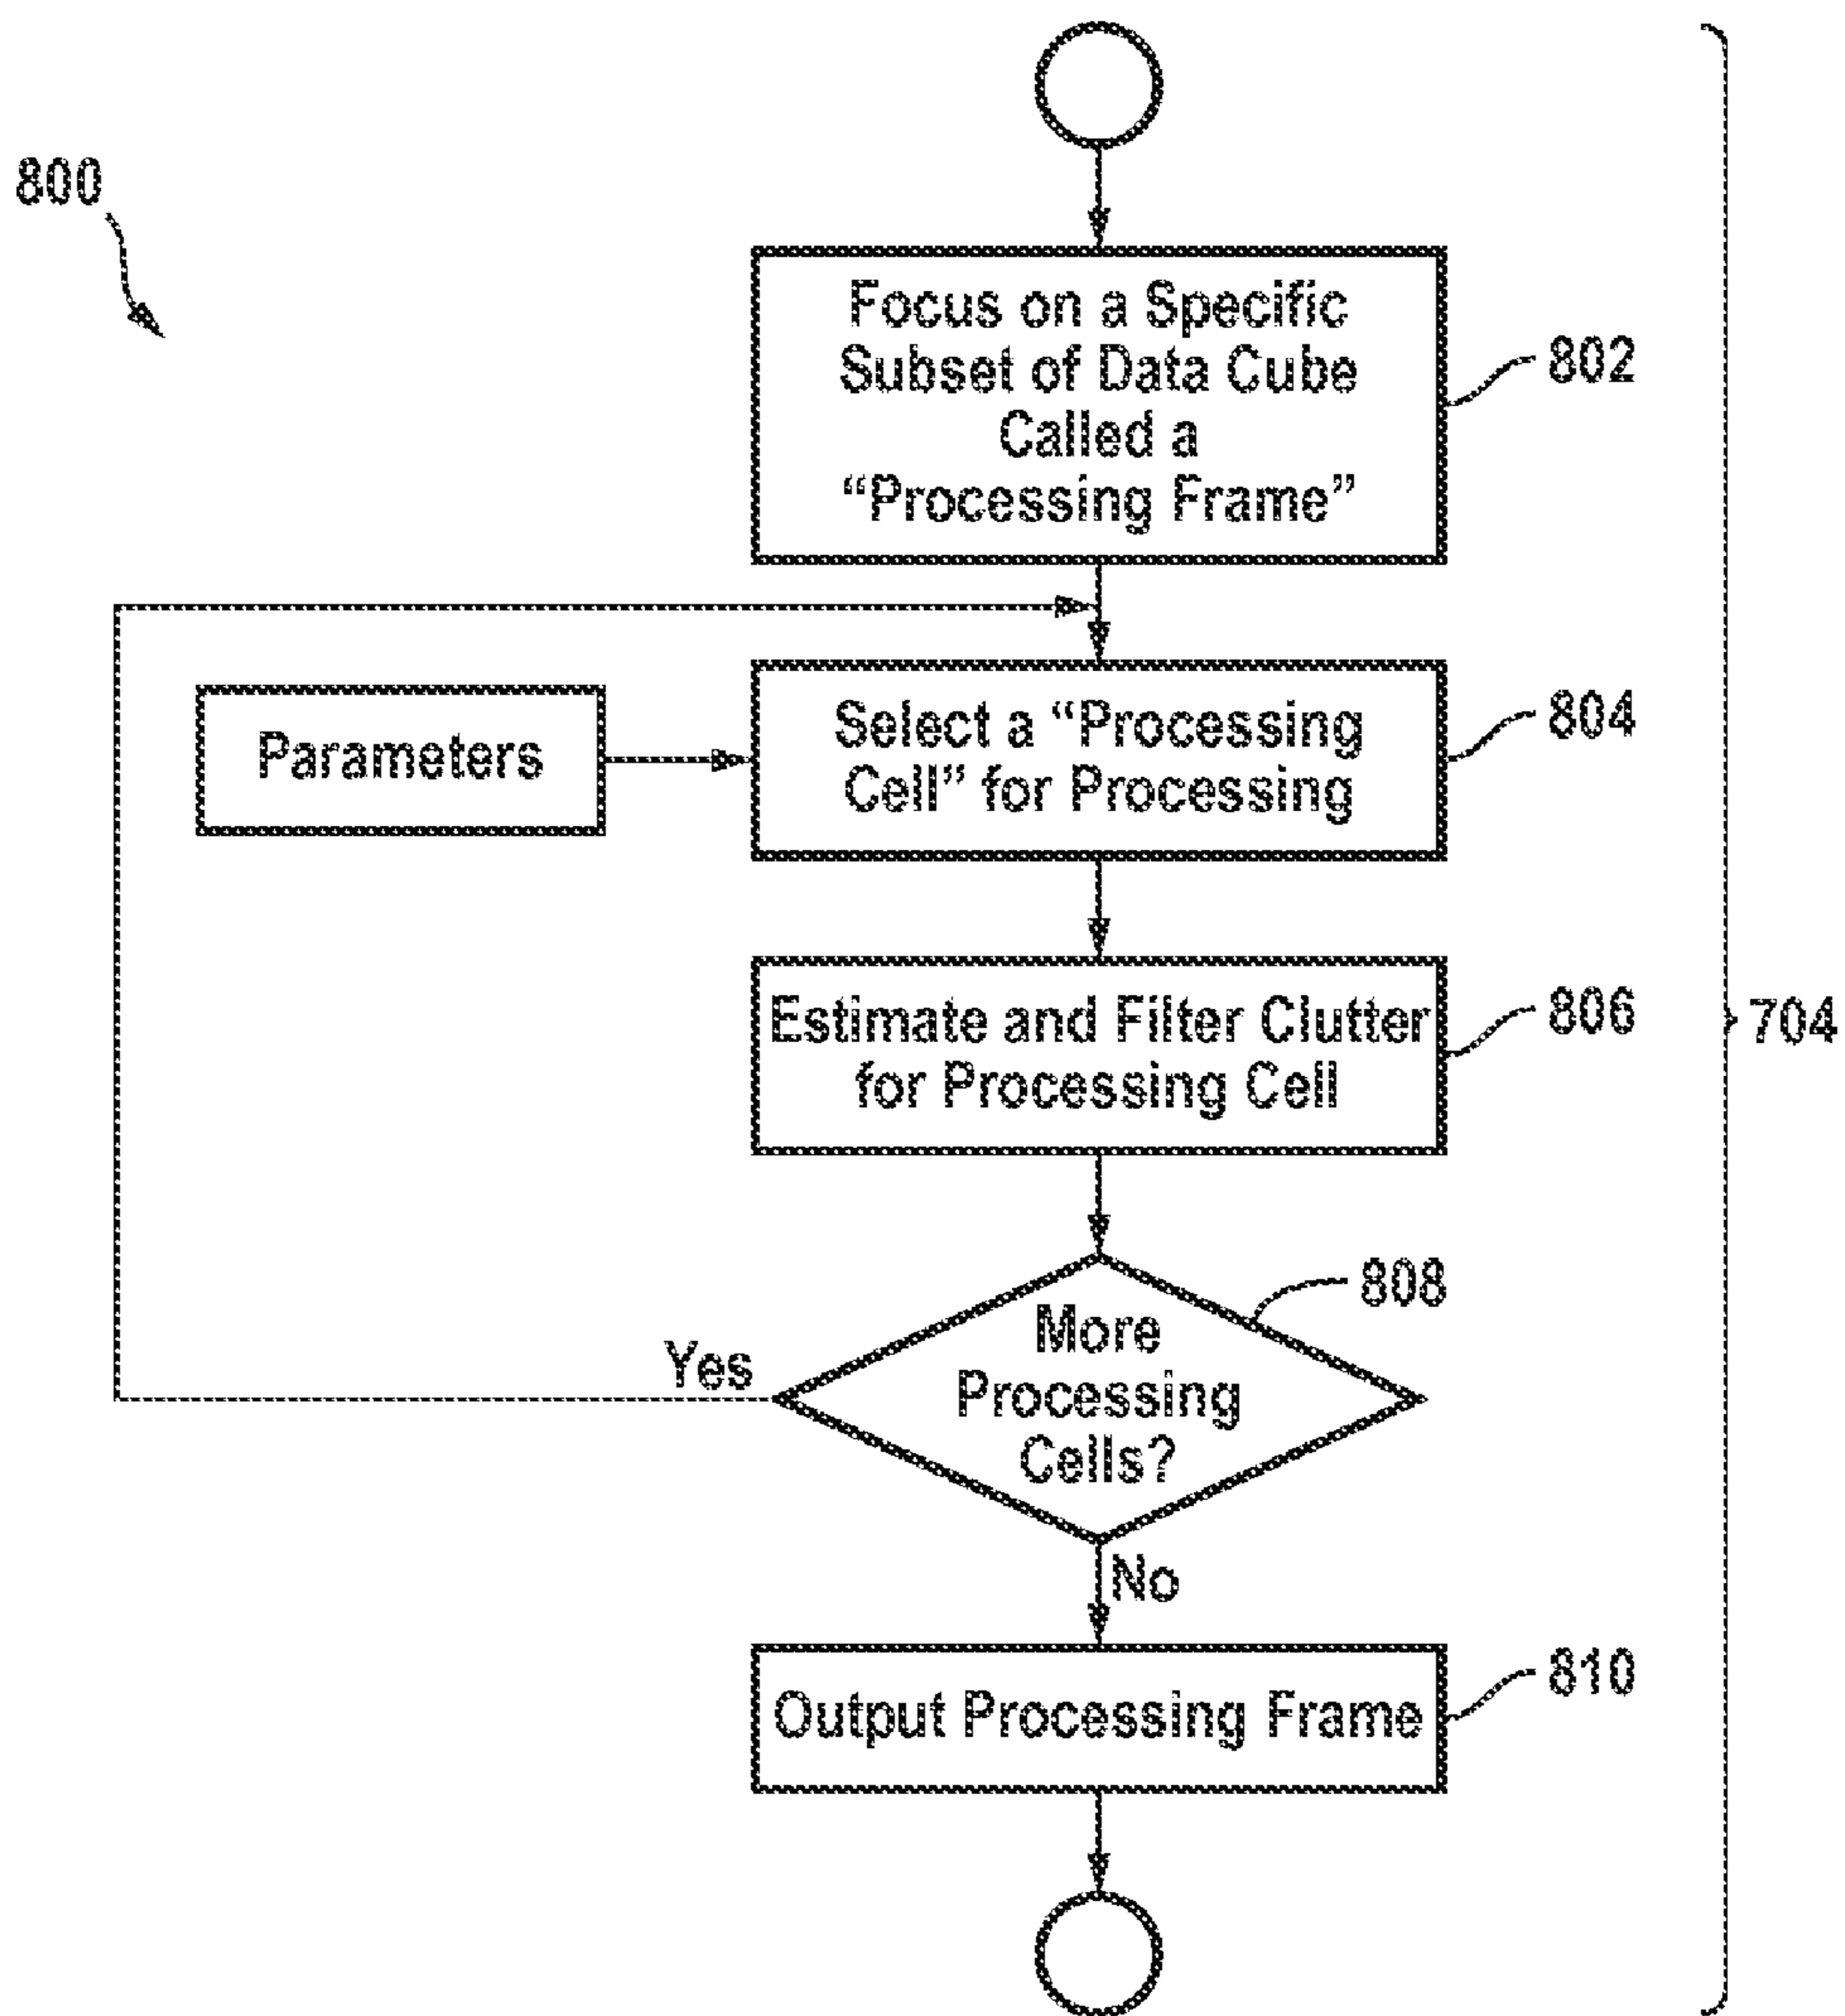 800
Focus on a Specific
Subset of Data Cube
Called a
“Processing Frame”
802
Parameters
Select a “Processing
Cell” for Processing
804
Estimate and Filter Clutter
for Processing Cell
806
704
More
Processing
Cells?
808
Yes
No
Output Processing Frame
810